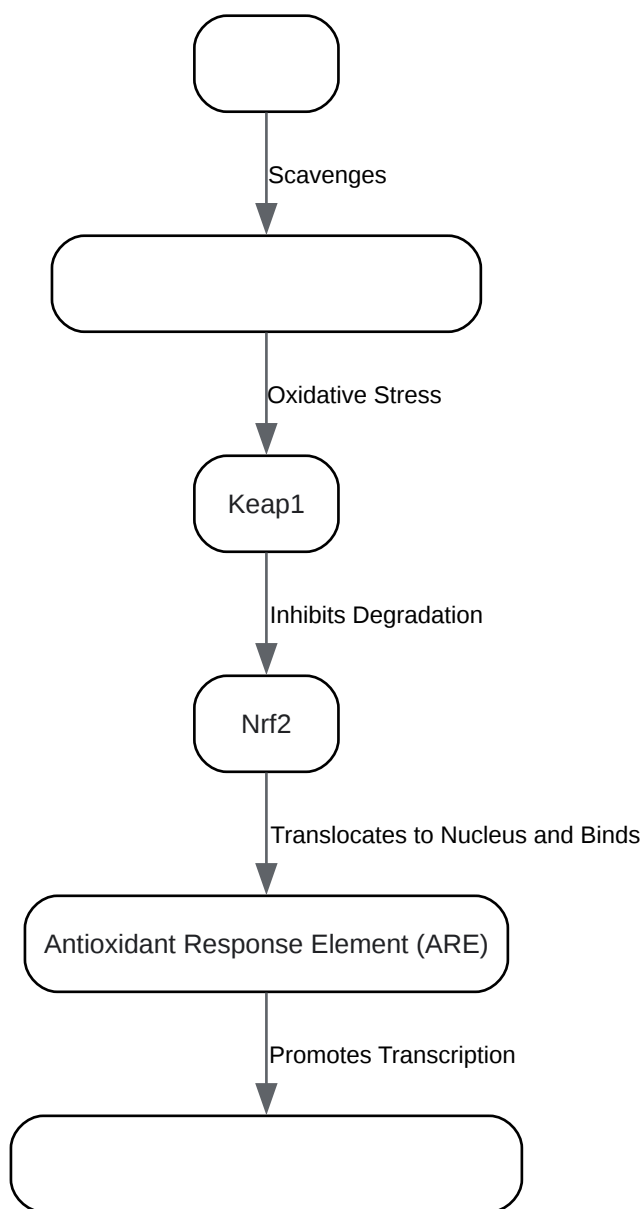 Scavenges
Oxidative Stress
Keap1
Inhibits Degradation
Nrf2
Translocates to Nucleus and Binds
Antioxidant Response Element (ARE)
Promotes Transcription